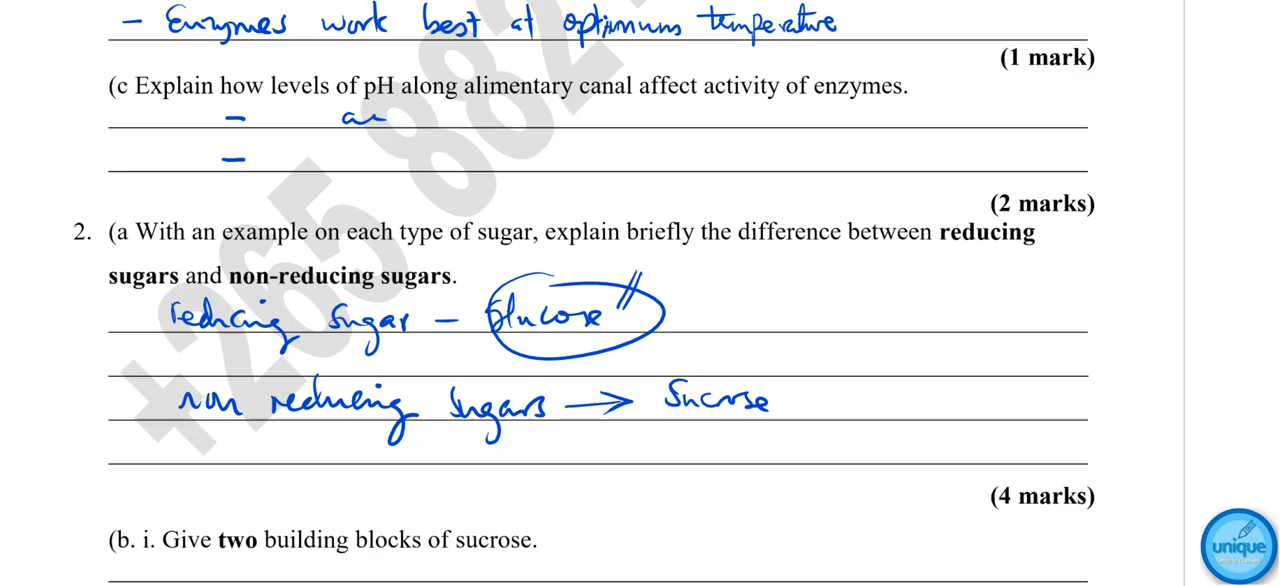 - Enzymes work best at optimum temperature
(1 mark)
(c Explain how levels of pH along alimentary canal affect activity of enzymes.
-
-
(2 marks)
2. (a With an example on each type of sugar, explain briefly the difference between reducing
sugars and non-reducing sugars.
reducing sugar - Glucose
non reducing sugars → Sucrose
(4 marks)
(b. i. Give two building blocks of sucrose.
unique
Online classes